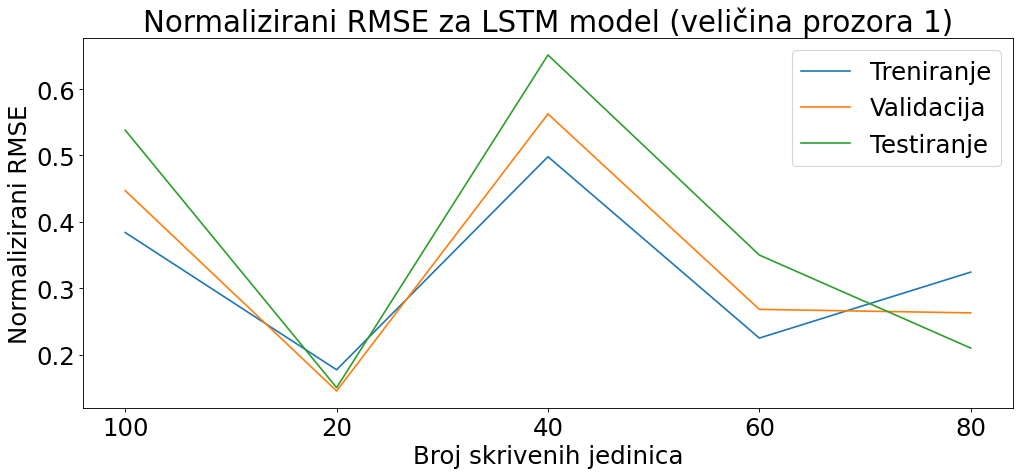 Normalizirani RMSE za LSTM model (veličina prozora 1)
Normalizirani RMSE
0.6
0.5
0.4
0.3
0.2
Treniranje
Validacija
Testiranje
100 20 40 60 80
Broj skrivenih jedinica